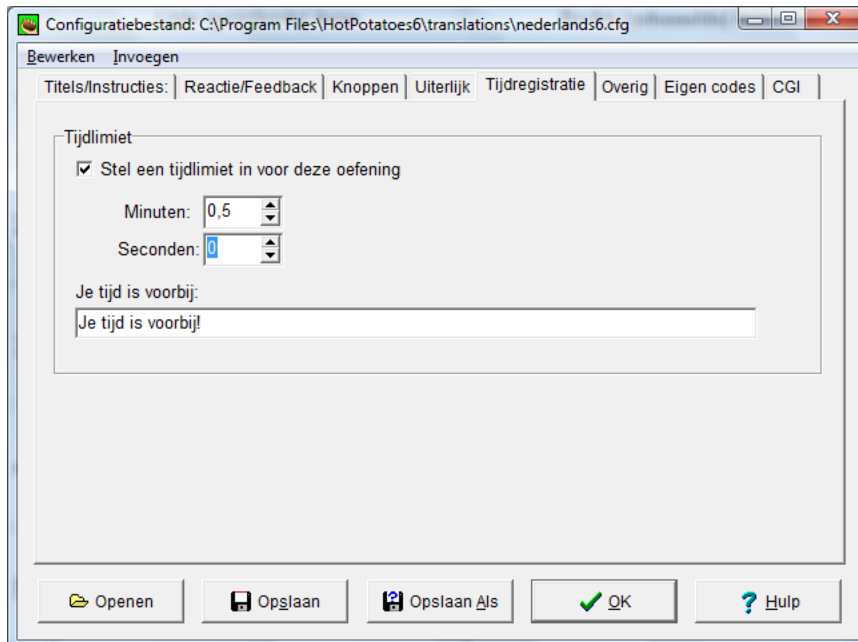 Configuratiebestand: C:\Program Files\HotPotatoes6\translations\nederlands6.cfg
Bewerken Invoegen
Titels/Instructies: Reactie/Feedback Knoppen Uiterlijk Tijdregistratie Overig Eigen codes CGI
Tijdlimiet
Stel een tijdlimiet in voor deze oefening
Minuten: 0,5
Seconden: 0
Je tijd is voorbij:
Je tijd is voorbij!
Openen Opslaan Opslaan Als OK Hulp